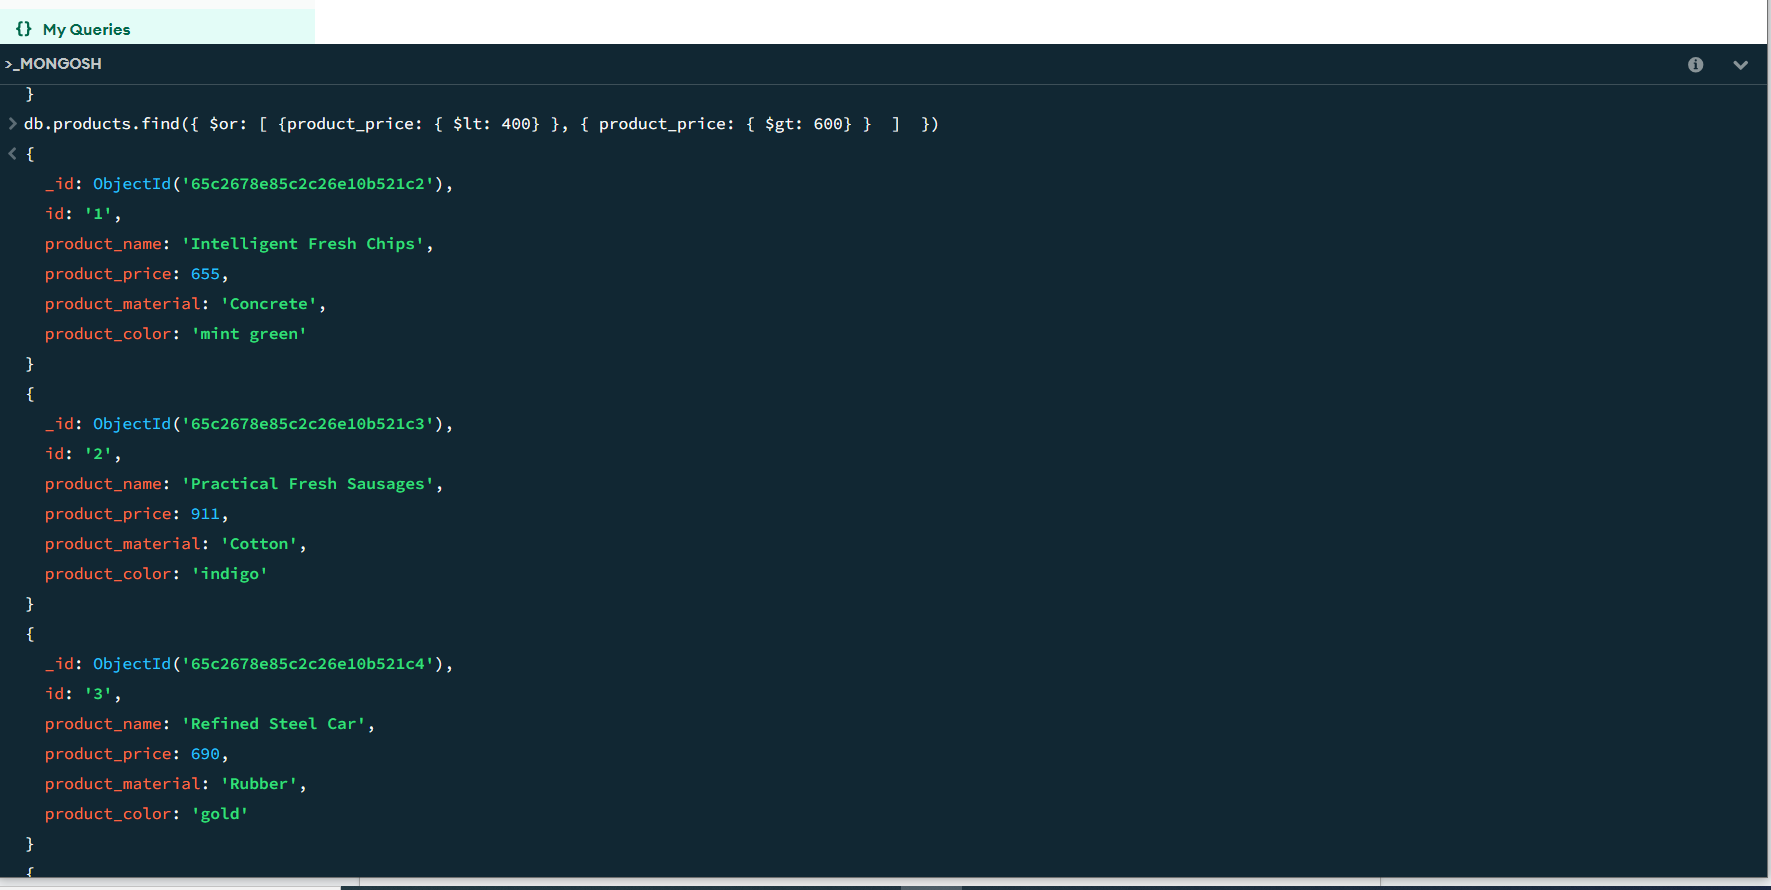 {} My Queries
>_MONGOSH
}
> db.products.find({ $or: [ {product_price: { $lt: 400} }, { product_price: { $gt: 600} }  ]  })
< {
_id: ObjectId('65c2678e85c2c26e10b521c2'),
id: '1',
product_name: 'Intelligent Fresh Chips',
product_price: 655,
product_material: 'Concrete',
product_color: 'mint green'
}
{
_id: ObjectId('65c2678e85c2c26e10b521c3'),
id: '2',
product_name: 'Practical Fresh Sausages',
product_price: 911,
product_material: 'Cotton',
product_color: 'indigo'
}
{
_id: ObjectId('65c2678e85c2c26e10b521c4'),
id: '3',
product_name: 'Refined Steel Car',
product_price: 690,
product_material: 'Rubber',
product_color: 'gold'
}
{